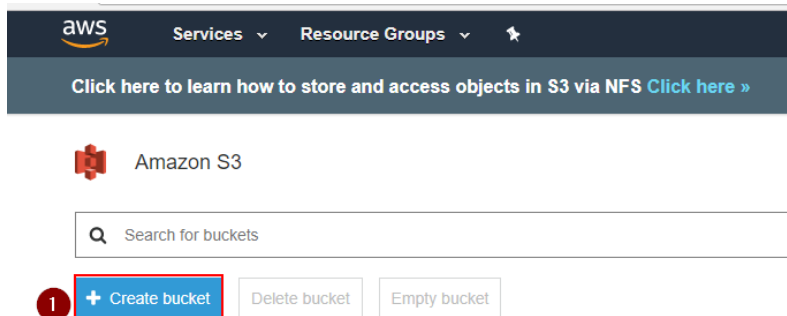 aws Services Resource Groups
Click here to learn how to store and access objects in S3 via NFS Click here »
Amazon S3
Search for buckets
1 + Create bucket Delete bucket Empty bucket